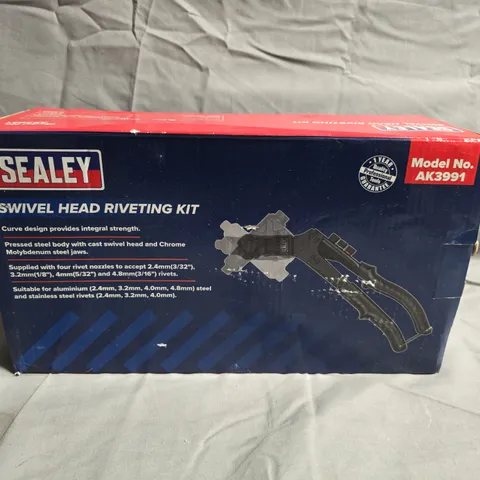 SEALEY
SWIVEL HEAD RIVETING KIT
Curve design provides integral strength.
Pressed steel body with cast swivel head and Chrome
Molybdenum steel jaws.
Supplied with four rivet nozzles to accept 2.4mm(3/32"),
3.2mm(1/8"), 4mm(5/32") and 4.8mm(3/16") rivets.
Suitable for aluminium (2.4mm, 3.2mm, 4.0mm, 4.8mm) steel
and stainless steel rivets (2.4mm, 3.2mm, 4.0mm).
1 YEAR
Quality
Professional
Tools
GUARANTEE
Model No.
AK3991